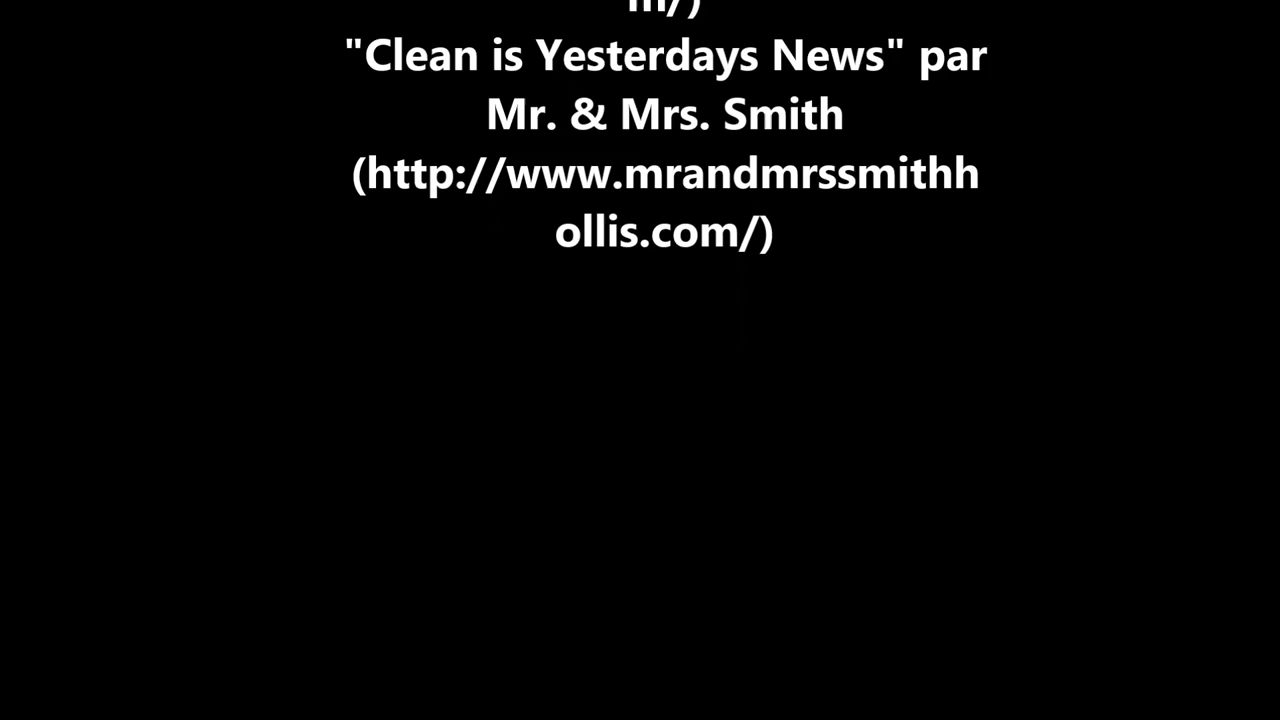 m/)
"Clean is Yesterdays News" par
Mr. & Mrs. Smith
(http://www.mrandmrssmithh
ollis.com/)